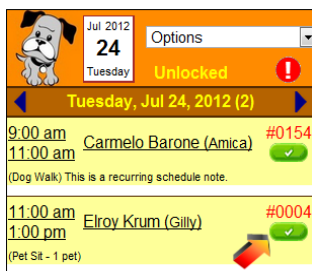 Jul 2012
24
Tuesday
Options
Unlocked
Tuesday, Jul 24, 2012 (2)
9:00 am
11:00 am
Carmelo Barone (Amica)
#0154
(Dog Walk) This is a recurring schedule note.
11:00 am
1:00 pm
Elroy Krum (Gilly)
#0004
(Pet Sit - 1 pet)